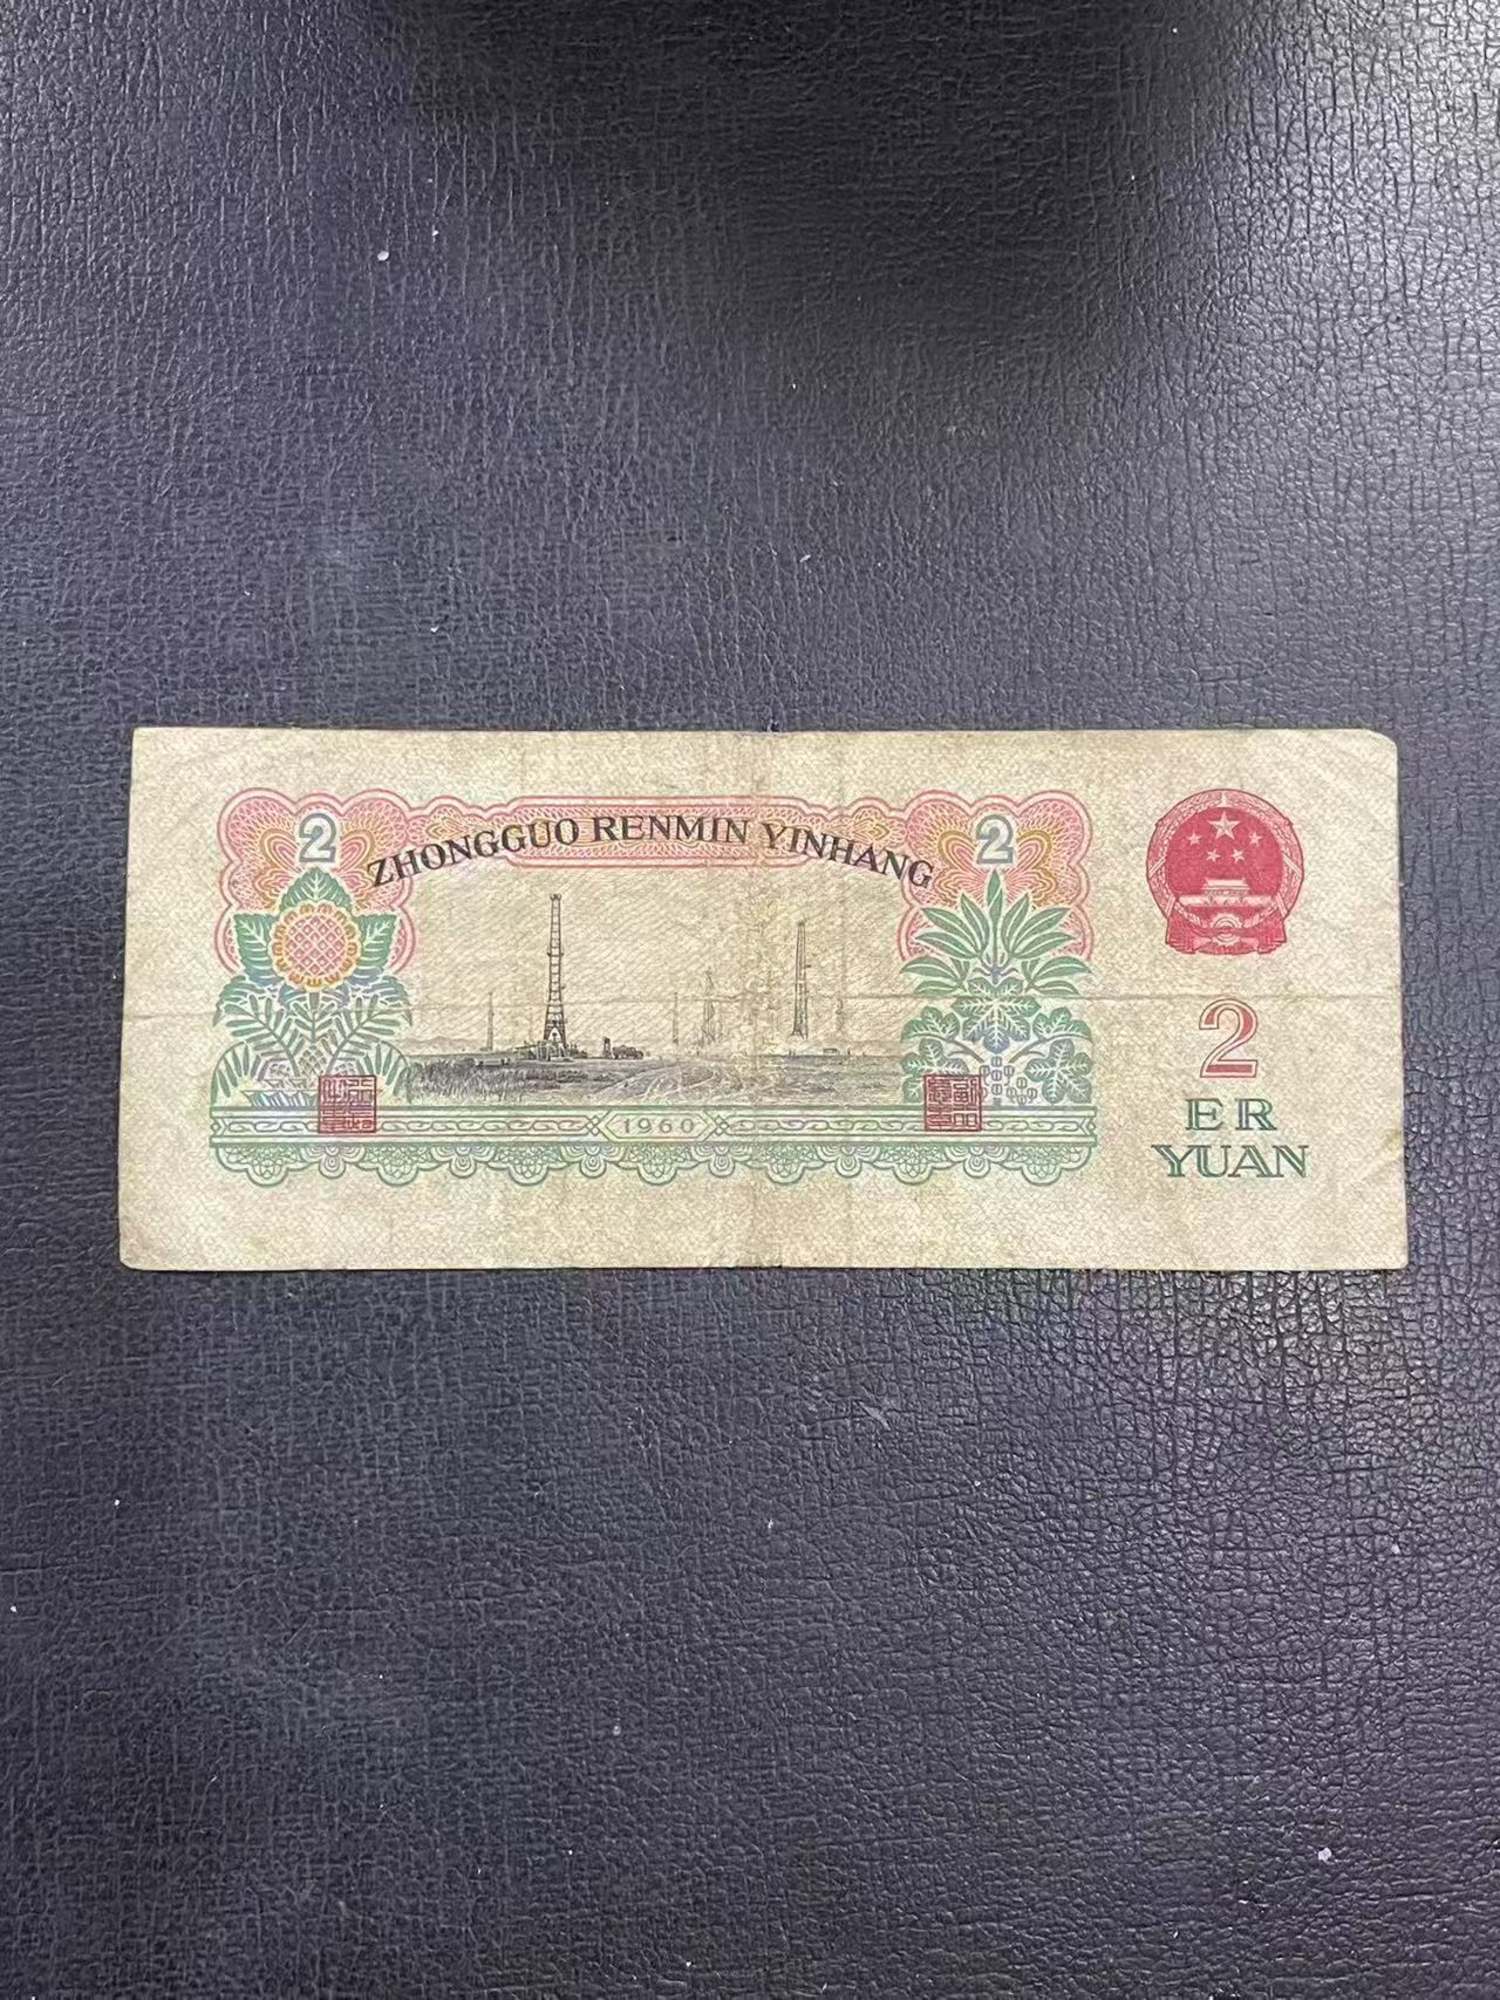 2
ZHONGGUO RENMIN YINHANG
2
2
ER
YUAN
1960